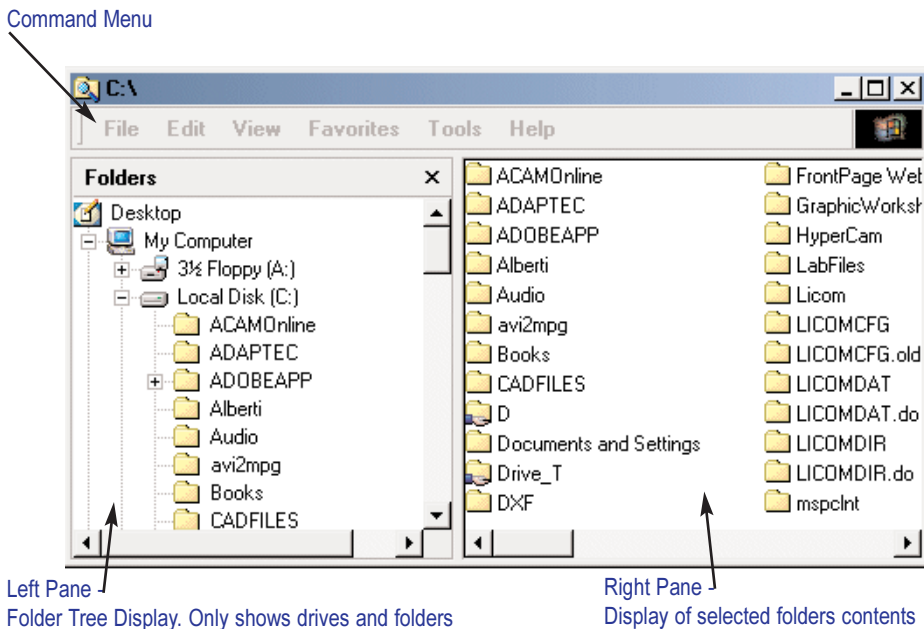 Command Menu
C:\
File Edit View Favorites Tools Help
Folders
Desktop
My Computer
3½ Floppy (A:)
Local Disk (C:)
ACAMOnline
ADAPTEC
ADOBEAPP
Alberti
Audio
avi2mpg
Books
CADFILES
ACAMOnline
ADAPTEC
ADOBEAPP
Alberti
Audio
avi2mpg
Books
CADFILES
D
Documents and Settings
Drive_T
DXF
FrontPage Wet
GraphicWorksh
HyperCam
LabFiles
Licom
LICOMCFG
LICOMCFG.old
LICOMDAT
LICOMDAT.do
LICOMDIR
LICOMDIR.do
mspclnt
Left Pane -
Folder Tree Display. Only shows drives and folders
Right Pane -
Display of selected folders contents